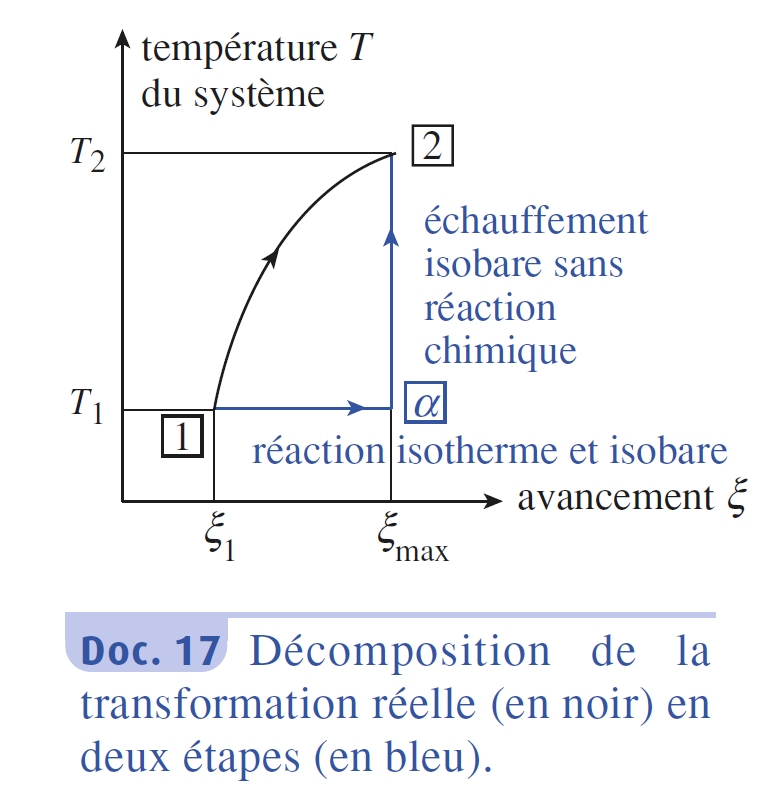 température T
du système
T2
2
échauffement
isobare sans
réaction
chimique
T1
α
1
réaction isotherme et isobare
avancement ξ
ξ1
ξmax
Doc. 17 Décomposition de la
transformation réelle (en noir) en
deux étapes (en bleu).